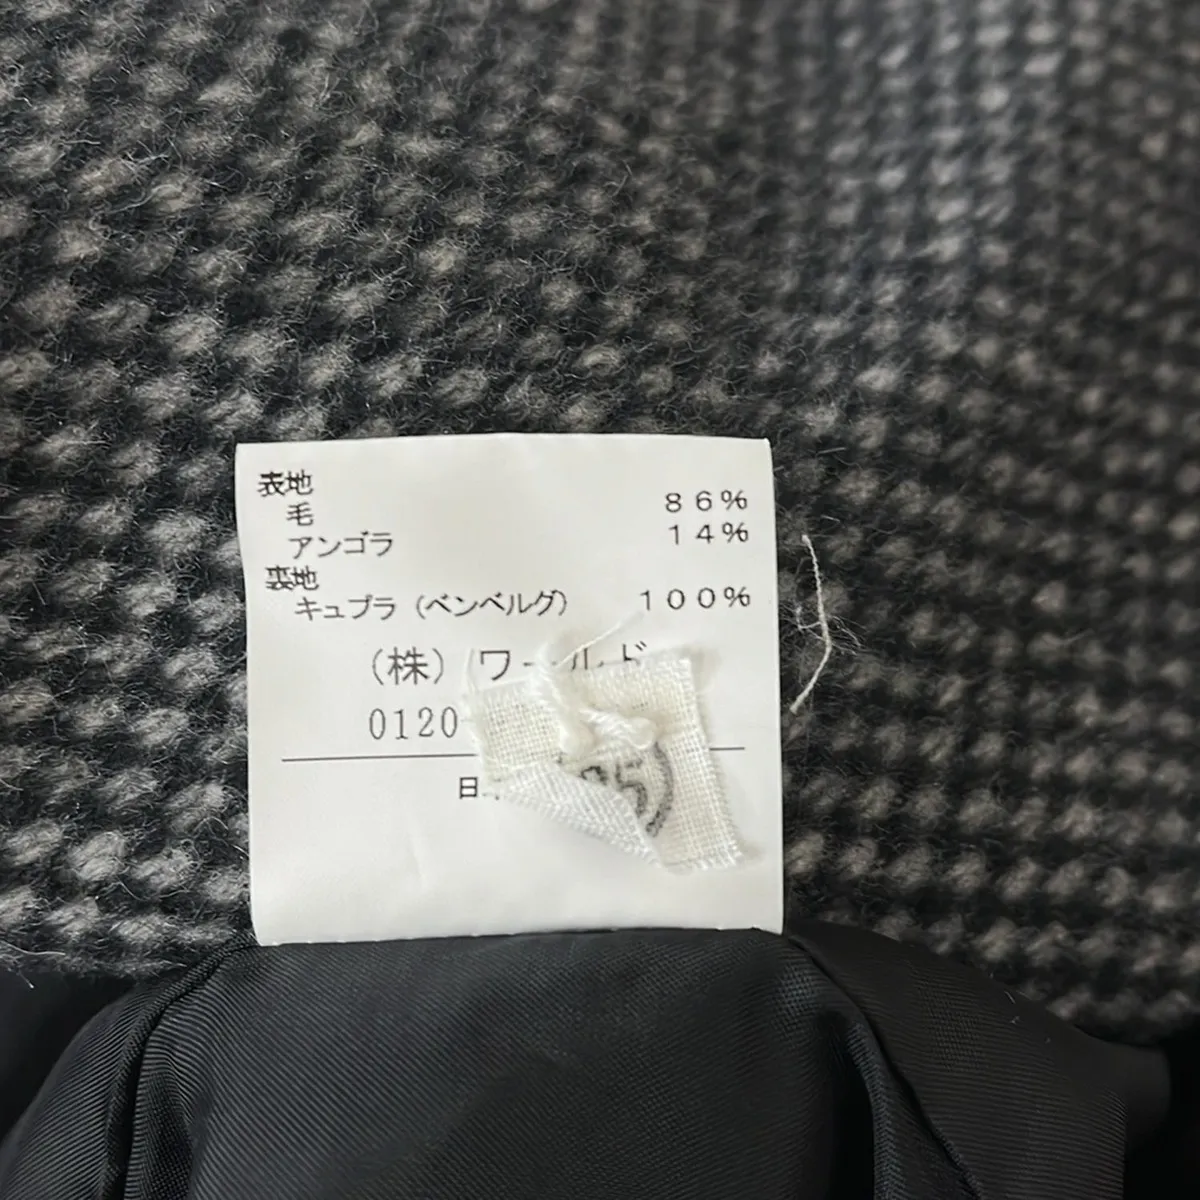 表地
毛 86%
アンゴラ 14%
裏地
キュプラ(ベンベルグ) 100%
(株)ワールド
0120
日